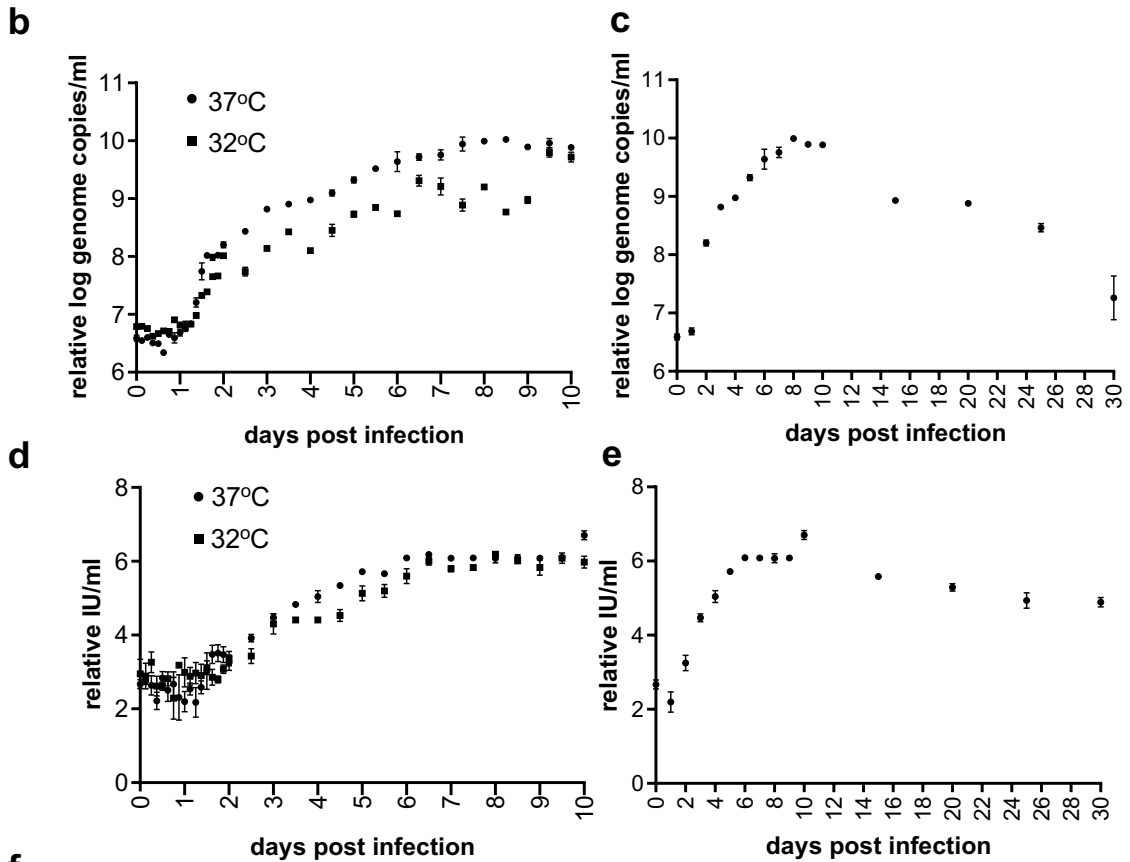 b
relative log genome copies/ml
11
10
9
8
7
6
37°C
32°C
0 1 2 3 4 5 6 7 8 9 10
days post infection
c
relative log genome copies/ml
11
10
9
8
7
6
0 2 4 6 8 10 12 14 16 18 20 22 24 26 28 30
days post infection
d
relative IU/ml
8
6
4
2
0
37°C
32°C
0 1 2 3 4 5 6 7 8 9 10
days post infection
e
relative IU/ml
8
6
4
2
0
0 2 4 6 8 10 12 14 16 18 20 22 24 26 28 30
days post infection
f